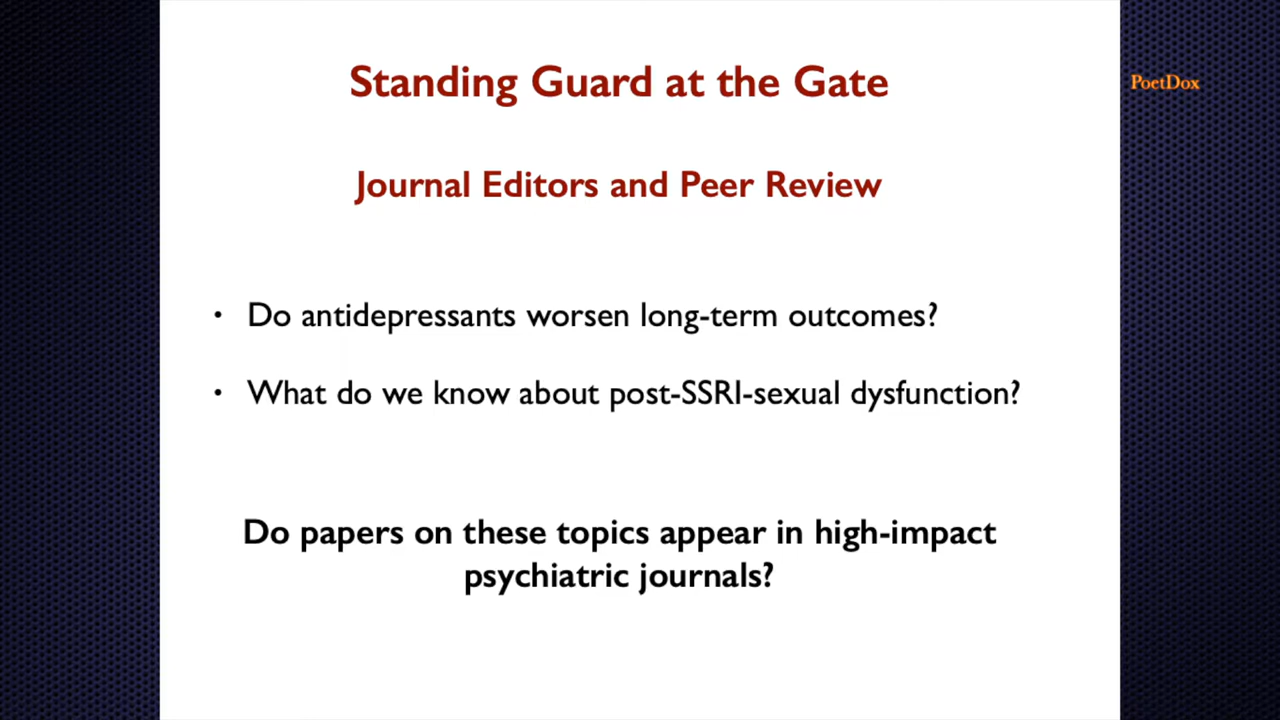 Standing Guard at the Gate
PoetDox
Journal Editors and Peer Review
• Do antidepressants worsen long-term outcomes?
• What do we know about post-SSRI-sexual dysfunction?
Do papers on these topics appear in high-impact
psychiatric journals?